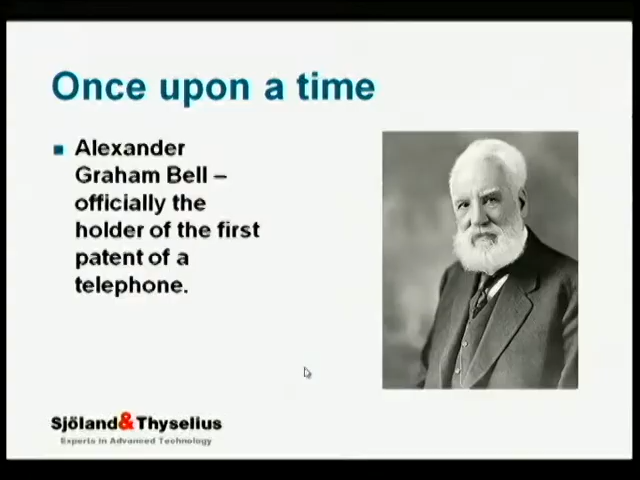 Once upon a time
Alexander
Graham Bell –
officially the
holder of the first
patent of a
telephone.
Sjöland&Thyselius
Experts in Advanced Technology